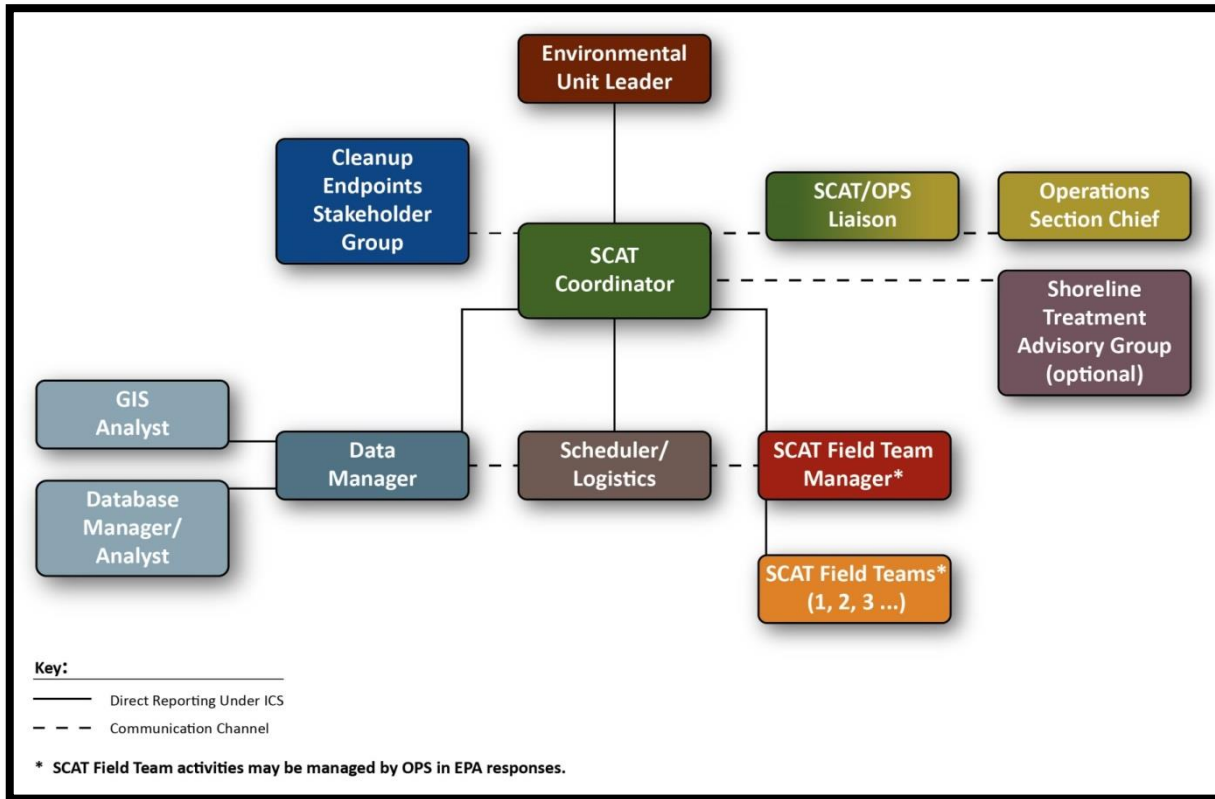 Environmental
Unit Leader
Cleanup
Endpoints
Stakeholder
Group
SCAT/OPS
Liaison
Operations
Section Chief
SCAT
Coordinator
Shoreline
Treatment
Advisory Group
(optional)
GIS
Analyst
Data
Manager
Scheduler/
Logistics
SCAT Field Team
Manager*
Database
Manager/
Analyst
SCAT Field Teams*
(1, 2, 3 ...)
Key:
Direct Reporting Under ICS
Communication Channel
* SCAT Field Team activities may be managed by OPS in EPA responses.